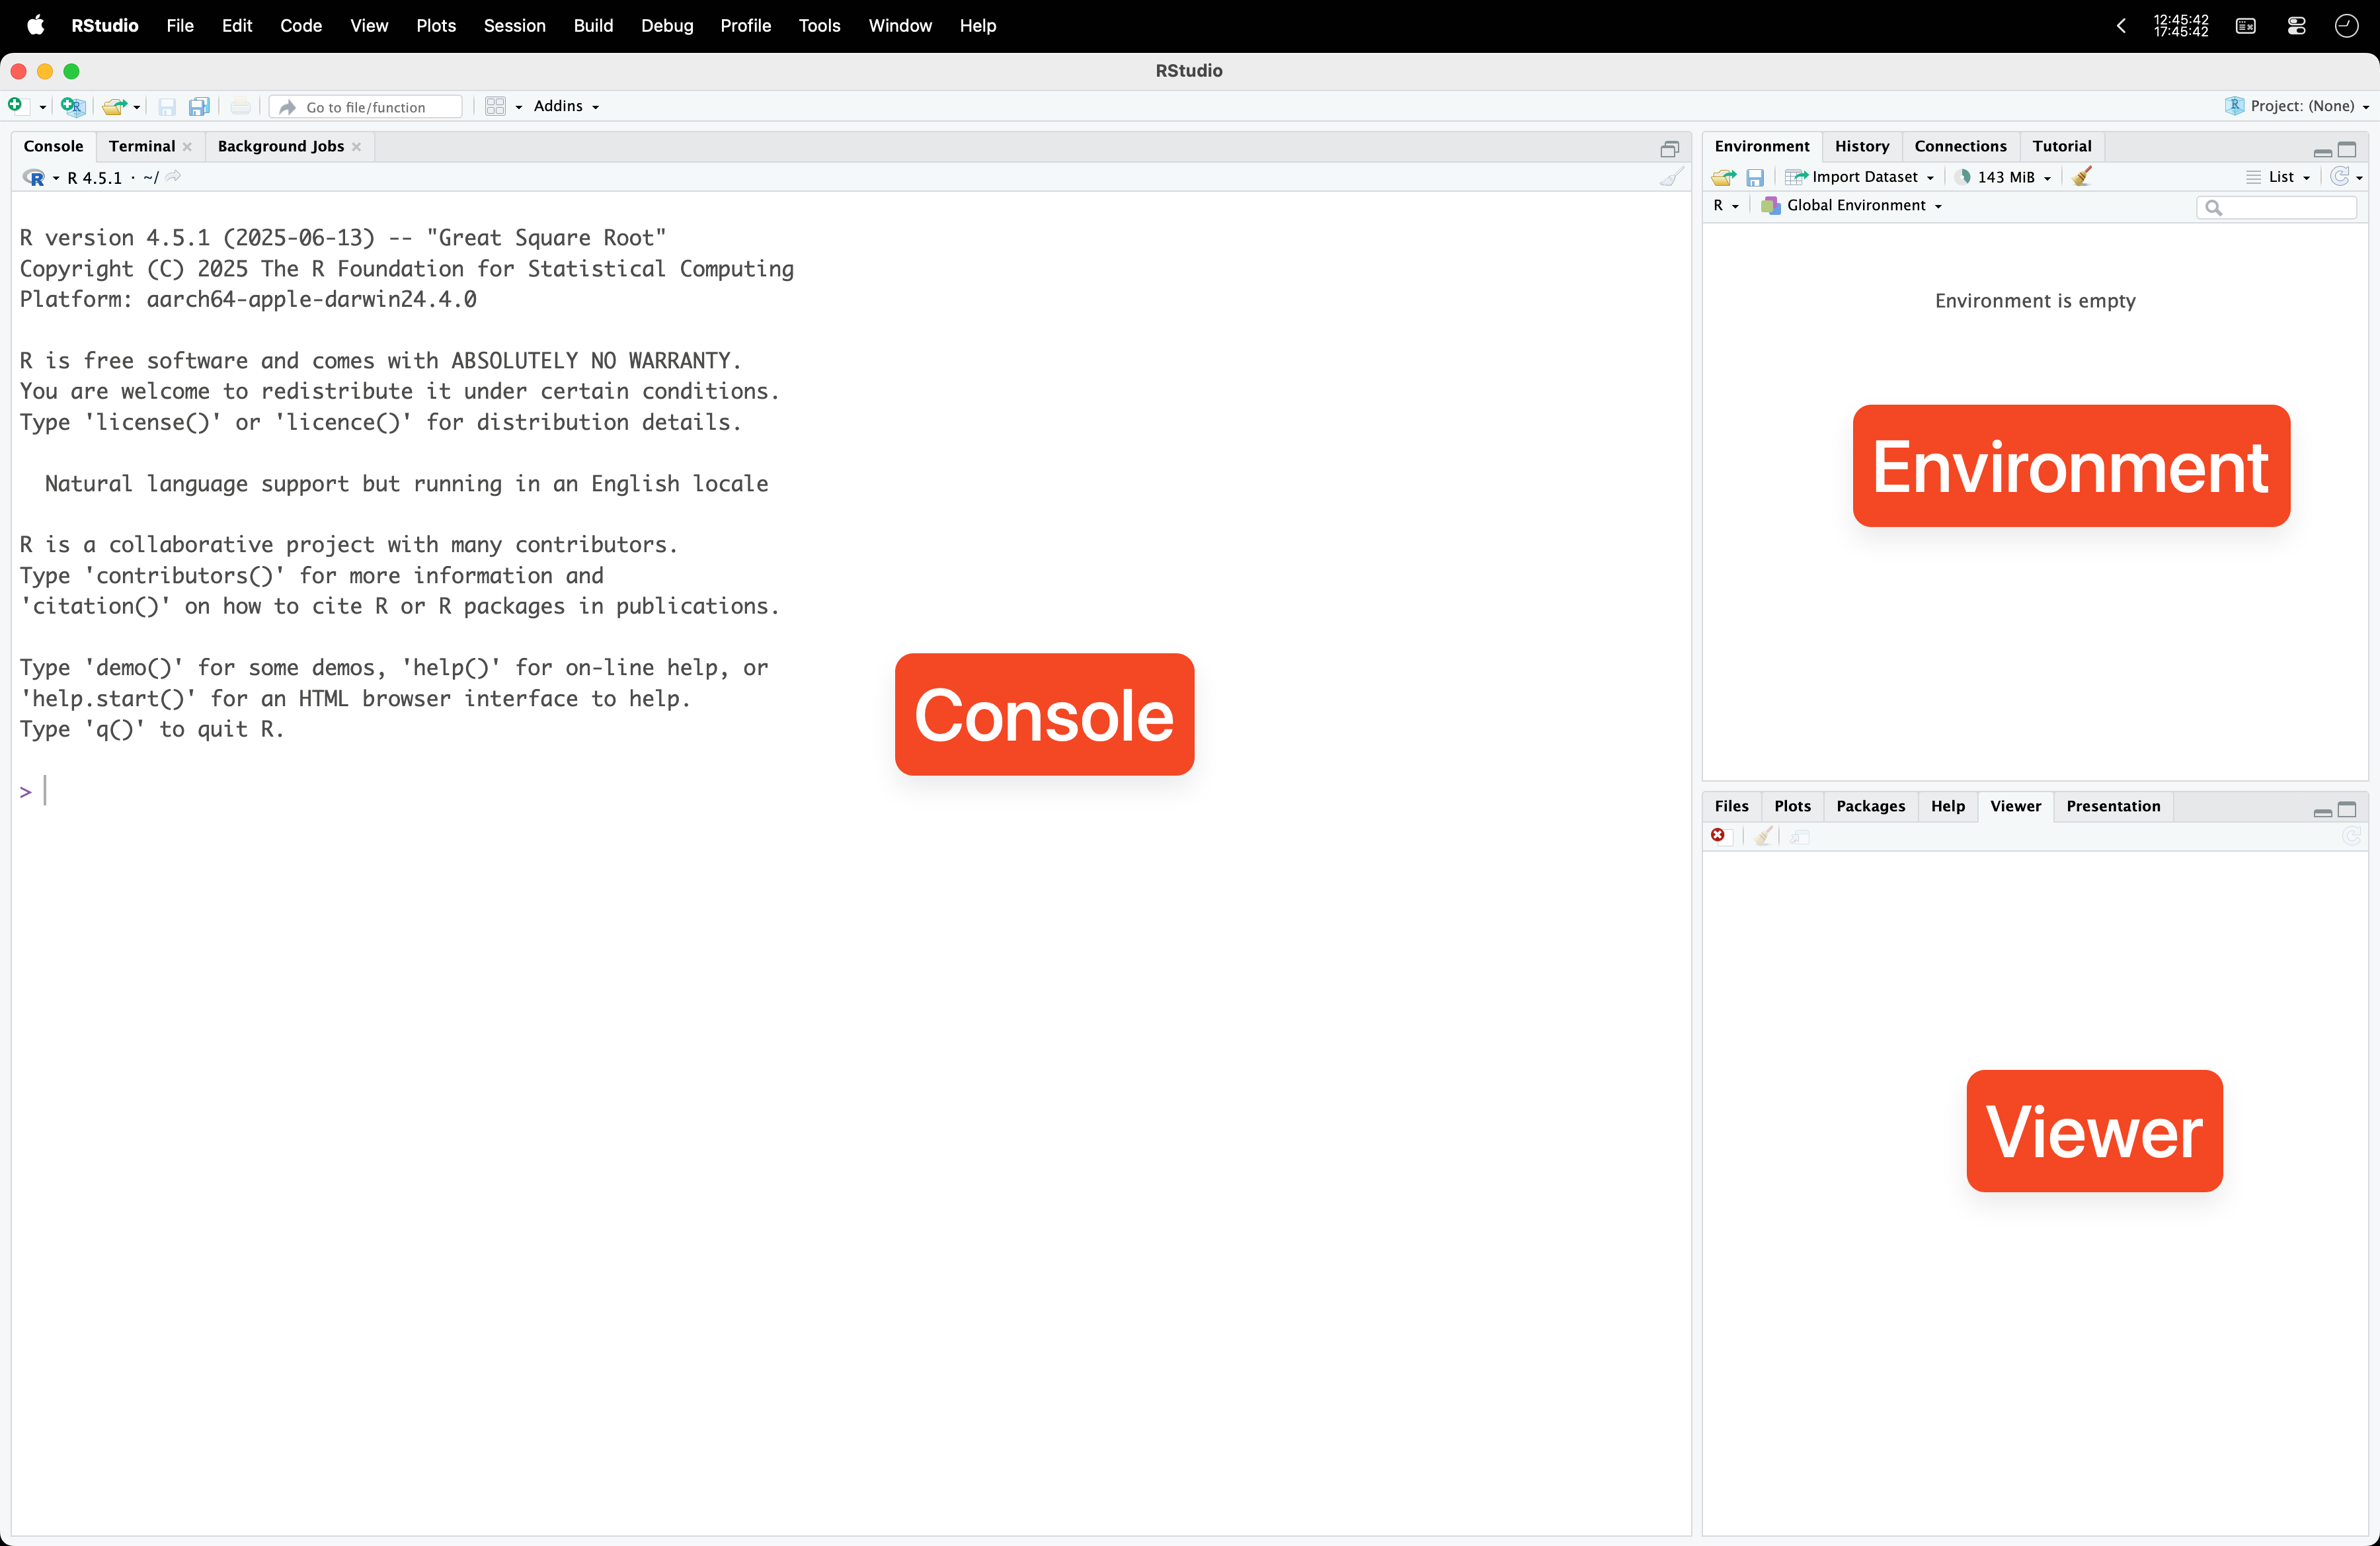 RStudio File Edit Code View Plots Session Build Debug Profile Tools Window Help
12:45:42
17:45:42
RStudio
Go to file/function Addins Project: (None)
Console Terminal Background Jobs
R 4.5.1 · ~/
R version 4.5.1 (2025-06-13) -- "Great Square Root"
Copyright (C) 2025 The R Foundation for Statistical Computing
Platform: aarch64-apple-darwin24.4.0
R is free software and comes with ABSOLUTELY NO WARRANTY.
You are welcome to redistribute it under certain conditions.
Type 'license()' or 'licence()' for distribution details.
Natural language support but running in an English locale
R is a collaborative project with many contributors.
Type 'contributors()' for more information and
'citation()' on how to cite R or R packages in publications.
Type 'demo()' for some demos, 'help()' for on-line help, or
'help.start()' for an HTML browser interface to help.
Type 'q()' to quit R.
>
Console
Environment History Connections Tutorial
Import Dataset 143 MiB List
R Global Environment
Environment is empty
Environment
Files Plots Packages Help Viewer Presentation
Viewer